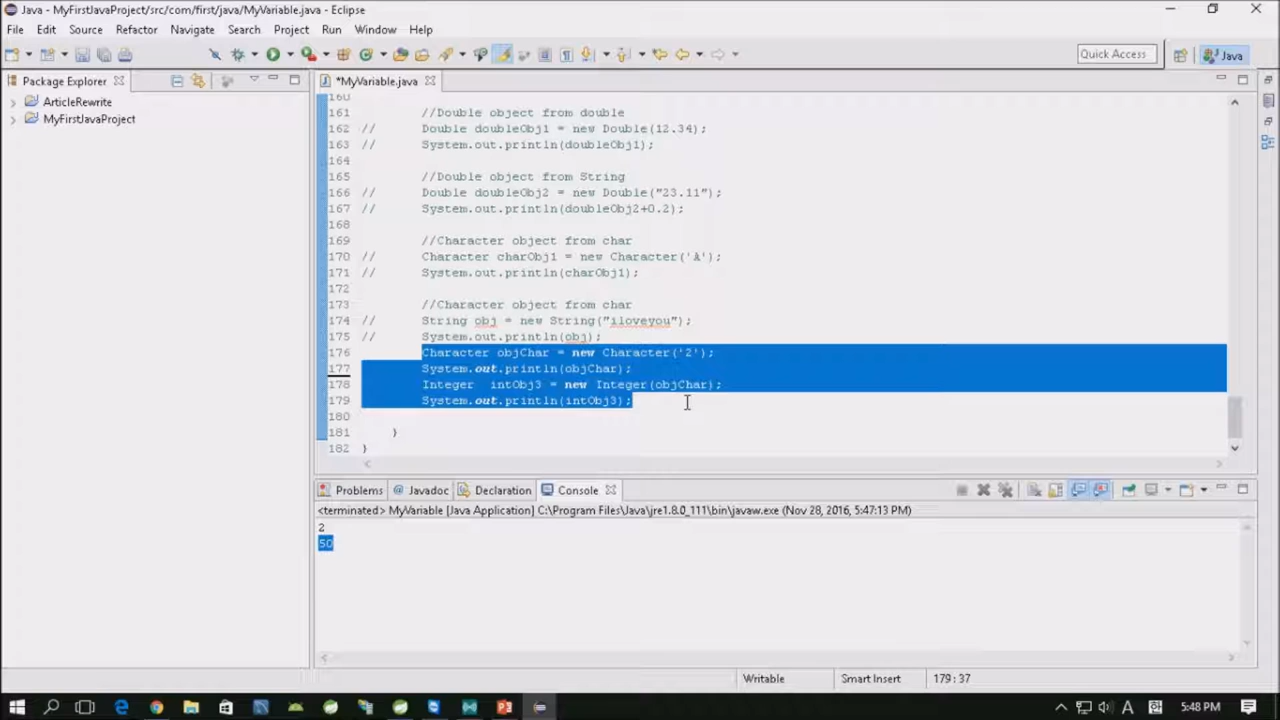 Java - MyFirstJavaProject/src/com/first/java/MyVariable.java - Eclipse
File Edit Source Refactor Navigate Search Project Run Window Help
Quick Access
Java
Package Explorer
*MyVariable.java
ArticleRewrite
MyFirstJavaProject
160
161 //Double object from double
162 // Double doubleObj1 = new Double(12.34);
163 // System.out.println(doubleObj1);
164
165 //Double object from String
166 // Double doubleObj2 = new Double("23.11");
167 // System.out.println(doubleObj2+0.2);
168
169 //Character object from char
170 // Character charObj1 = new Character('A');
171 // System.out.println(charObj1);
172
173 //Character object from char
174 // String obj = new String("iloveyou");
175 // System.out.println(obj);
176 Character objChar = new Character('2');
177 System.out.println(objChar);
178 Integer intObj3 = new Integer(objChar);
179 System.out.println(intObj3);
180
181 }
182 }
Problems @ Javadoc Declaration Console
<terminated> MyVariable [Java Application] C:\Program Files\Java\jre1.8.0_111\bin\javaw.exe (Nov 28, 2016, 5:47:13 PM)
2
50
Writable Smart Insert 179 : 37
A 5:48 PM